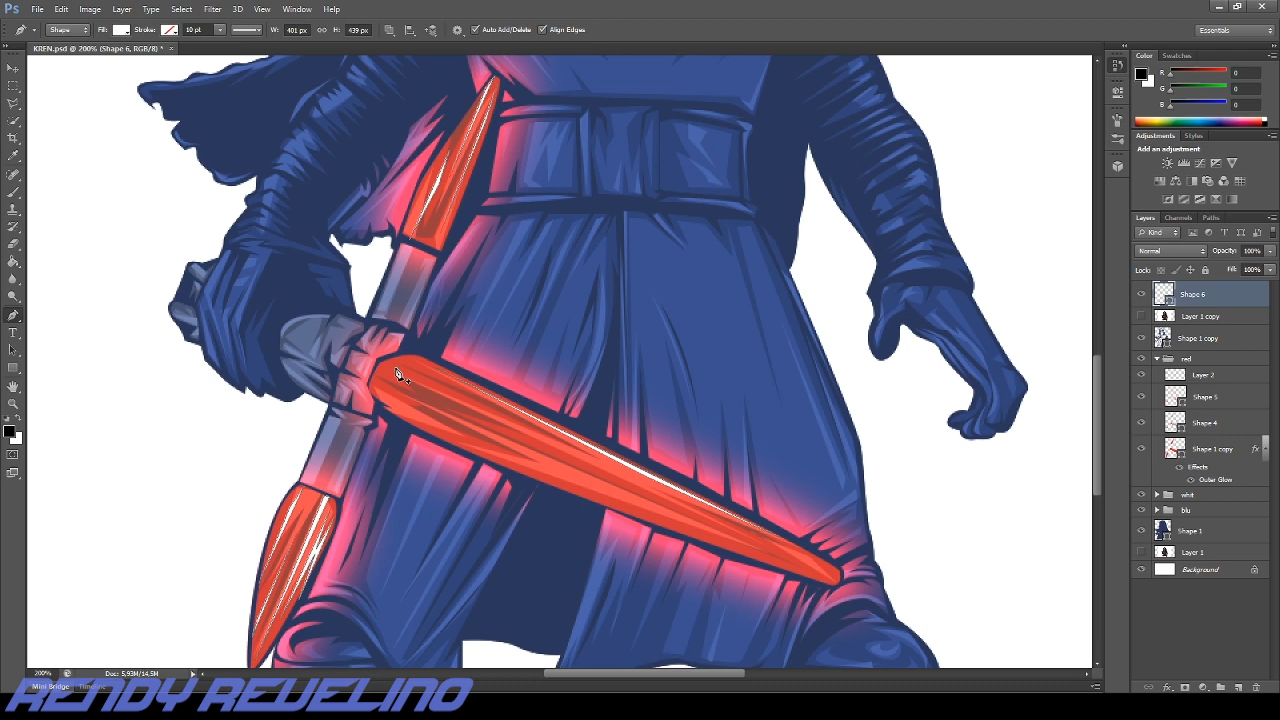 Ps File Edit Image Layer Type Select Filter 3D View Window Help
Shape Fill: Stroke: 10 pt W: 401 px H: 439 px Auto Add/Delete Align Edges Essentials
KREN.psd @ 200% (Shape 6, RGB/8) * ×
Color Swatches
R 0
G 0
B 0
Adjustments Styles
Add an adjustment
Layers Channels Paths
Kind
Normal Opacity: 100%
Lock: Fill: 100%
Shape 6
Layer 1 copy
Shape 1 copy
red
Layer 2
Shape 5
Shape 4
Shape 1 copy fx
Effects
Outer Glow
whit
blu
Shape 1
Layer 1
Background
200% Doc: 5,93M/14,5M
Mini Bridge Timeline
RENDY REVELINO